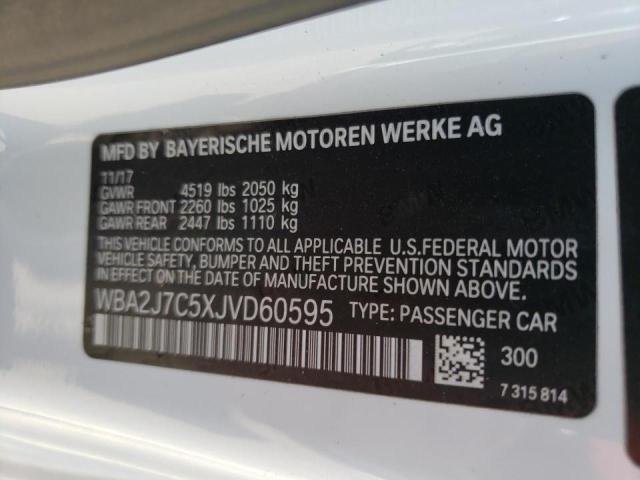 MFD BY BAYERISCHE MOTOREN WERKE AG
11/17
GVWR 4519 lbs 2050 kg
GAWR FRONT 2260 lbs 1025 kg
GAWR REAR 2447 lbs 1110 kg
THIS VEHICLE CONFORMS TO ALL APPLICABLE U.S.FEDERAL MOTOR
VEHICLE SAFETY, BUMPER AND THEFT PREVENTION STANDARDS
IN EFFECT ON THE DATE OF MANUFACTURE SHOWN ABOVE.
WBA2J7C5XJVD60595 TYPE: PASSENGER CAR
300
7 315 814